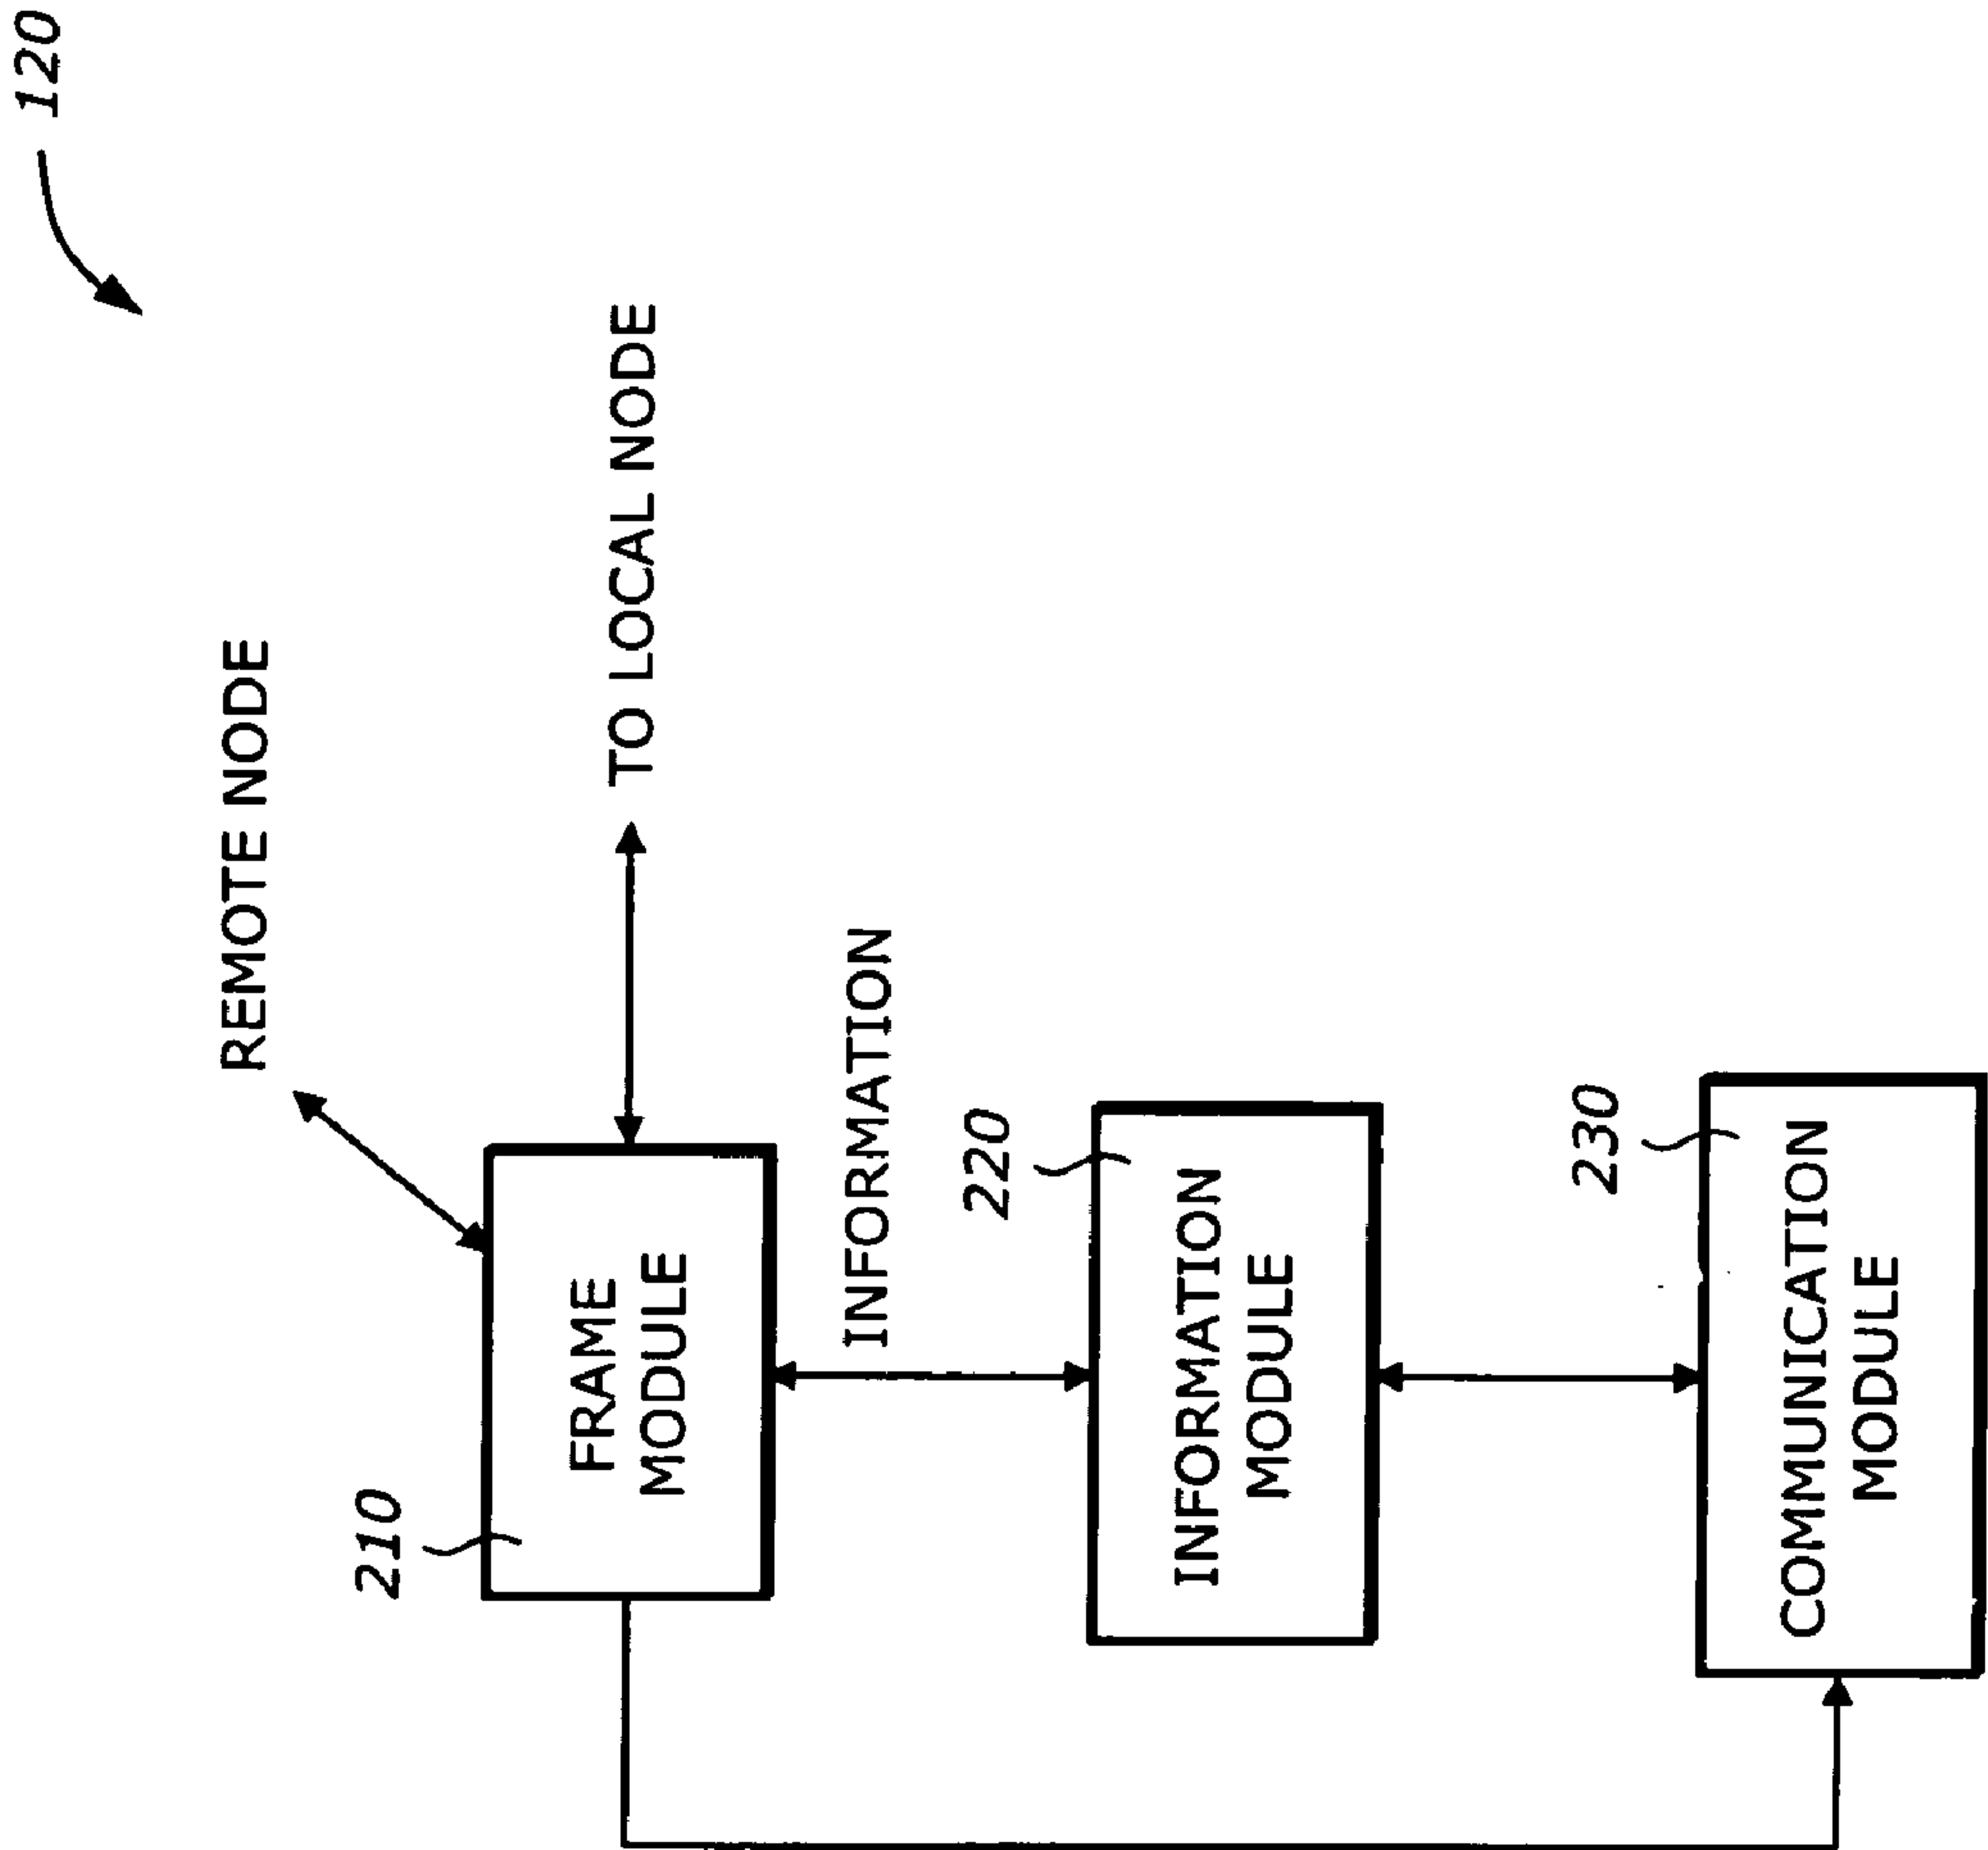 120
REMOTE NODE
TO LOCAL NODE
210
FRAME
MODULE
INFORMATION
220
INFORMATION
MODULE
230
COMMUNICATION
MODULE